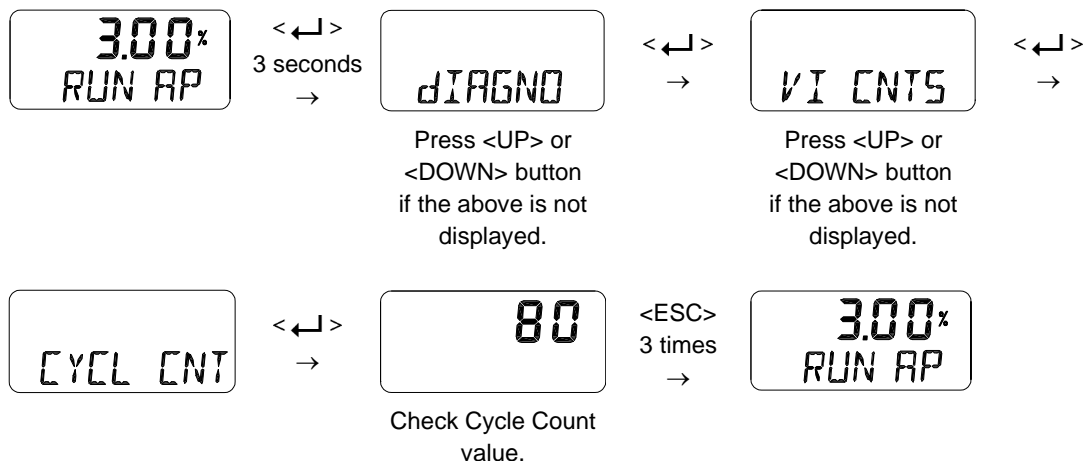 3.00%
RUN AP
< ↵ >
3 seconds
→
dIAGNO
Press <UP> or
<DOWN> button
if the above is not
displayed.
< ↵ >
→
VI CNTS
Press <UP> or
<DOWN> button
if the above is not
displayed.
< ↵ >
→
CYCL CNT
< ↵ >
→
80
Check Cycle Count
value.
<ESC>
3 times
→
3.00%
RUN AP